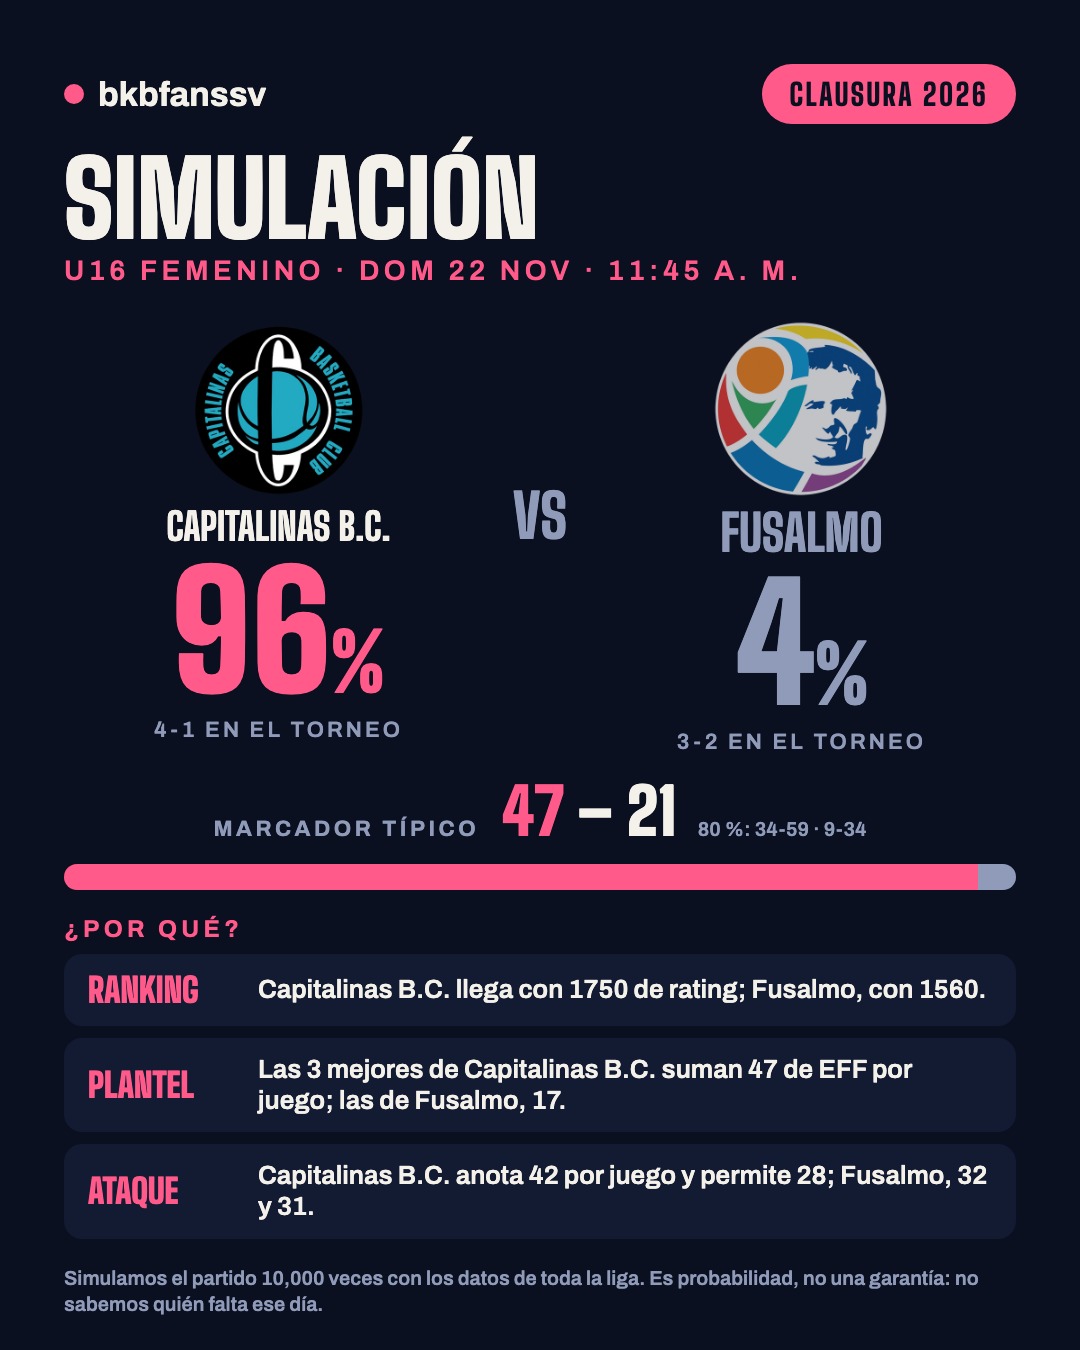 bkbfanssv
CLAUSURA 2026
SIMULACIÓN
U16 FEMENINO · DOM 22 NOV · 11:45 A. M.
CAPITALINAS BASKETBALL CLUB
CAPITALINAS B.C.
96%
4-1 EN EL TORNEO
VS
FUSALMO
4%
3-2 EN EL TORNEO
MARCADOR TÍPICO 47 – 21 80 %: 34-59 · 9-34
¿POR QUÉ?
RANKING
Capitalinas B.C. llega con 1750 de rating; Fusalmo, con 1560.
PLANTEL
Las 3 mejores de Capitalinas B.C. suman 47 de EFF por
juego; las de Fusalmo, 17.
ATAQUE
Capitalinas B.C. anota 42 por juego y permite 28; Fusalmo, 32
y 31.
Simulamos el partido 10,000 veces con los datos de toda la liga. Es probabilidad, no una garantía: no
sabemos quién falta ese día.